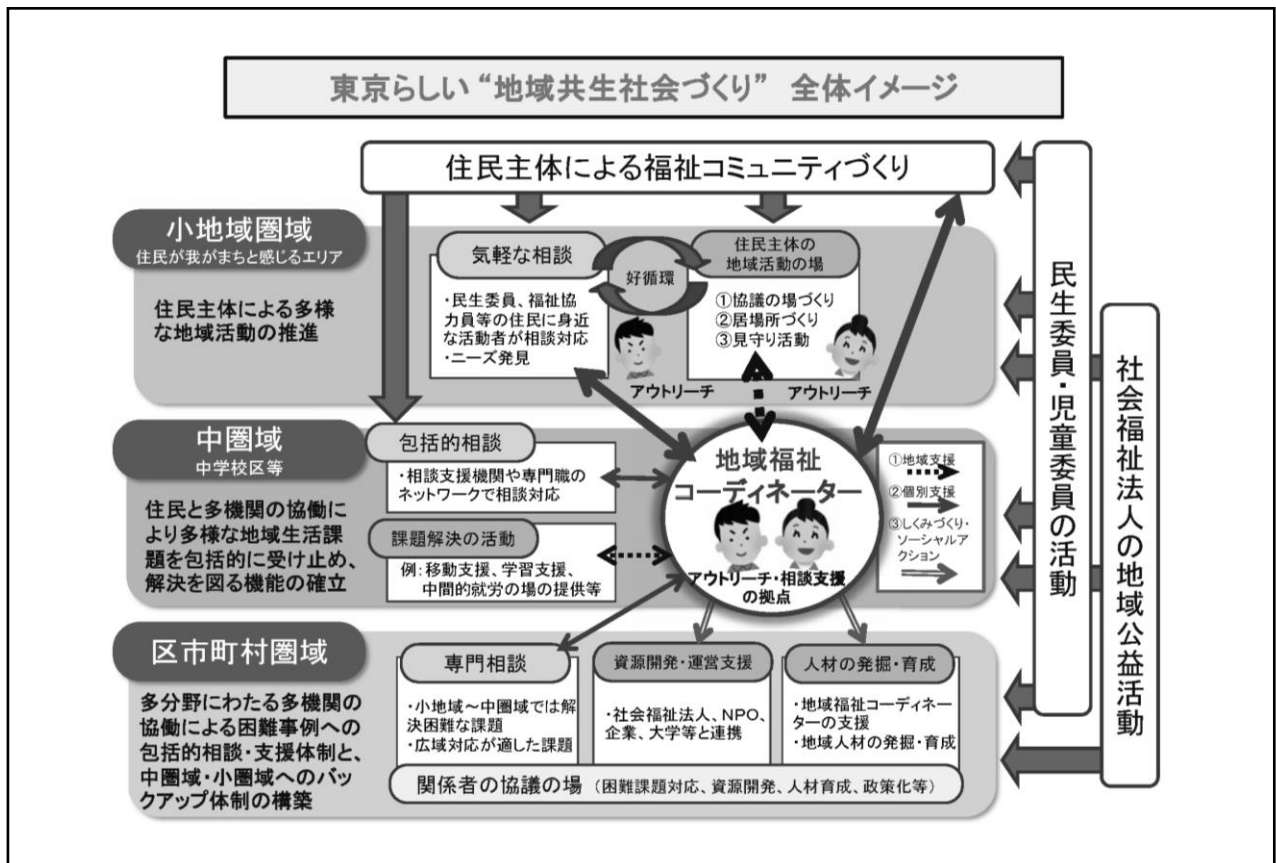 東京らしい“地域共生社会づくり” 全体イメージ
住民主体による福祉コミュニティづくり
小地域圏域
住民が我がまちと感じるエリア
住民主体による多様
な地域活動の推進
気軽な相談
・民生委員、福祉協
力員等の住民に身近
な活動者が相談対応
・ニーズ発見
好循環
住民主体の
地域活動の場
①協議の場づくり
②居場所づくり
③見守り活動
アウトリーチ
アウトリーチ
中圏域
中学校区等
住民と多機関の協働に
より多様な地域生活課
題を包括的に受け止め、
解決を図る機能の確立
包括的相談
・相談支援機関や専門職の
ネットワークで相談対応
課題解決の活動
例:移動支援、学習支援、
中間的就労の場の提供等
地域福祉
コーディネーター
アウトリーチ・相談支援
の拠点
①地域支援
②個別支援
③しくみづくり・
ソーシャルア
クション
区市町村圏域
多分野にわたる多機関の
協働による困難事例への
包括的相談・支援体制と、
中圏域・小圏域へのバッ
クアップ体制の構築
専門相談
・小地域～中圏域では解
決困難な課題
・広域対応が適した課題
資源開発・運営支援
・社会福祉法人、NPO、
企業、大学等と連携
人材の発掘・育成
・地域福祉コーディネー
ターの支援
・地域人材の発掘・育成
関係者の協議の場 (困難課題対応、資源開発、人材育成、政策化等)
民生委員・児童委員の活動
社会福祉法人の地域公益活動